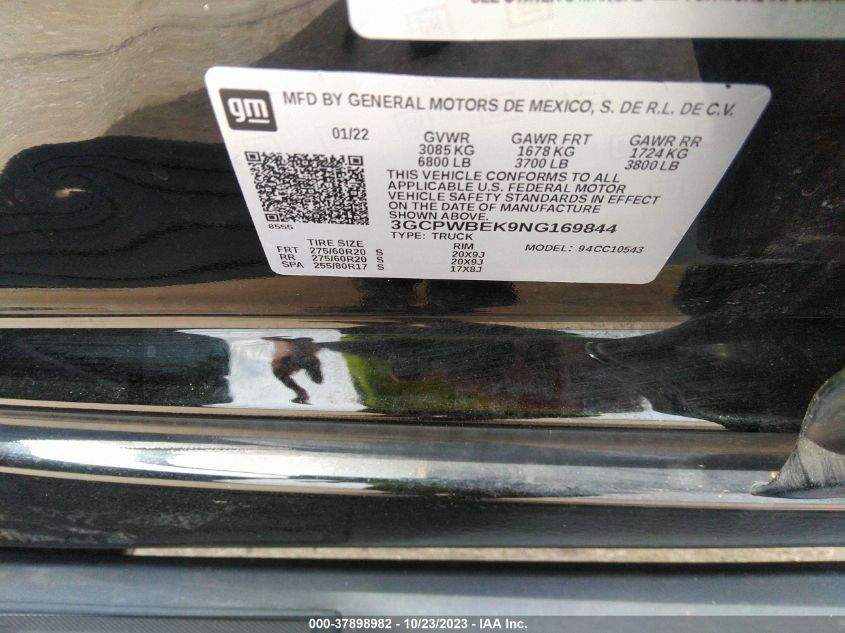 gm
MFD BY GENERAL MOTORS DE MEXICO, S. DE R.L. DE C.V.
01/22 GVWR GAWR FRT GAWR RR
3085 KG 1678 KG 1724 KG
6800 LB 3700 LB 3800 LB
THIS VEHICLE CONFORMS TO ALL
APPLICABLE U.S. FEDERAL MOTOR
VEHICLE SAFETY STANDARDS IN EFFECT
ON THE DATE OF MANUFACTURE
SHOWN ABOVE.
8555
3GCPWBEK9NG169844
TYPE: TRUCK MODEL: 94CC10543
TIRE SIZE RIM
FRT 275/60R20 S 20X9J
RR 275/60R20 S 20X9J
SPA 255/80R17 S 17X8J
000-37898982 - 10/23/2023 - IAA Inc.